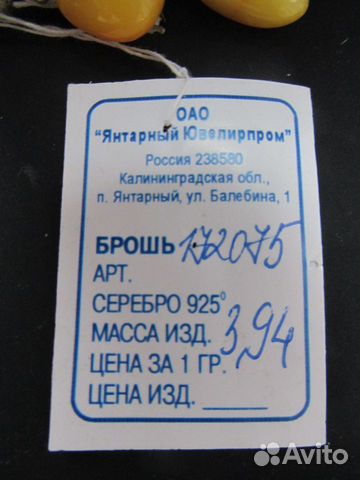 ОАО
"Янтарный Ювелирпром"
Россия 238580
Калининградская обл.,
п. Янтарный, ул. Балебина, 1
БРОШЬ 172075
АРТ.
СЕРЕБРО 925°
МАССА ИЗД. 3,94
ЦЕНА ЗА 1 ГР.
ЦЕНА ИЗД. ______
Avito